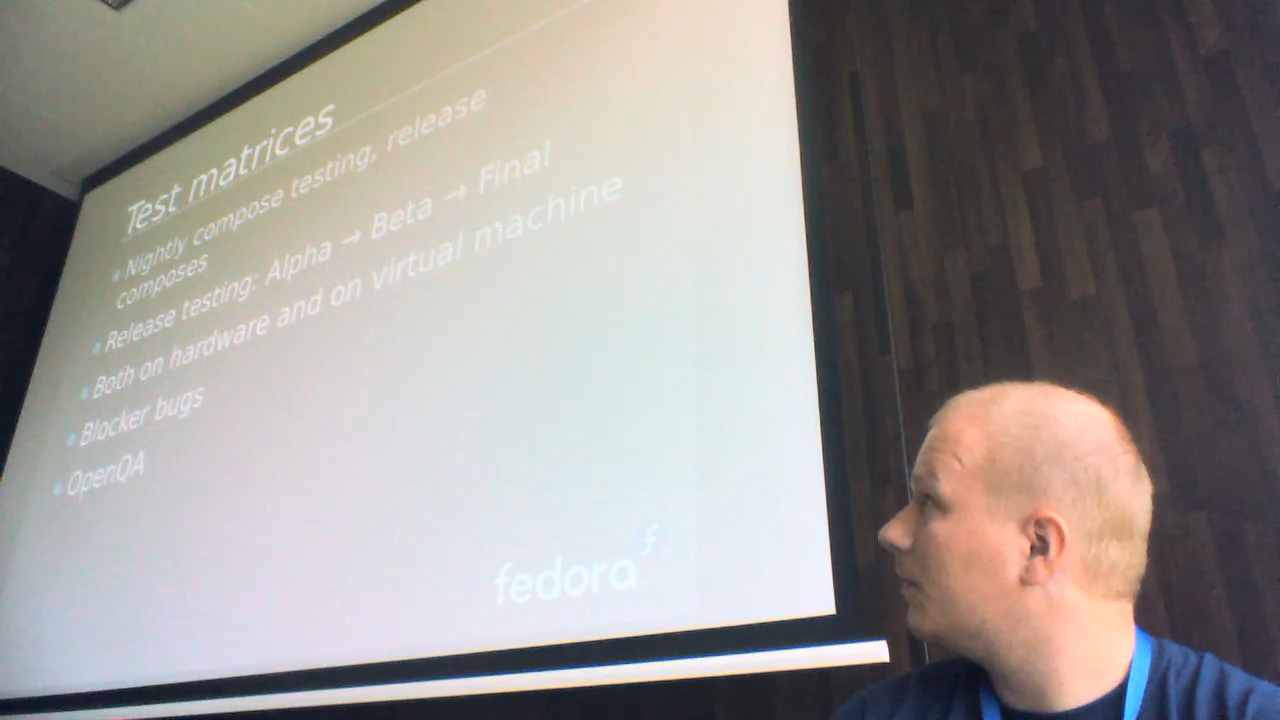 Test matrices
Nightly compose testing, release
composes
Release testing: Alpha → Beta → Final
Both on hardware and on virtual machine
Blocker bugs
OpenQA
fedora